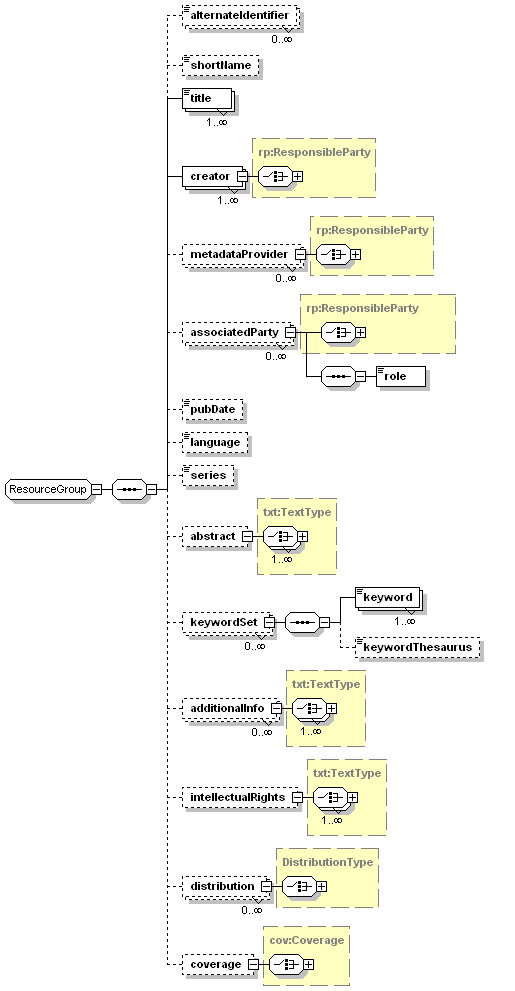 alternateIdentifier
0..∞
shortName
title
1..∞
rp:ResponsibleParty
creator
1..∞
rp:ResponsibleParty
metadataProvider
0..∞
rp:ResponsibleParty
associatedParty
0..∞
role
pubDate
language
series
ResourceGroup
txt:TextType
abstract
1..∞
keyword
1..∞
keywordSet
0..∞
keywordThesaurus
txt:TextType
additionalInfo
0..∞
1..∞
txt:TextType
intellectualRights
1..∞
DistributionType
distribution
0..∞
cov:Coverage
coverage